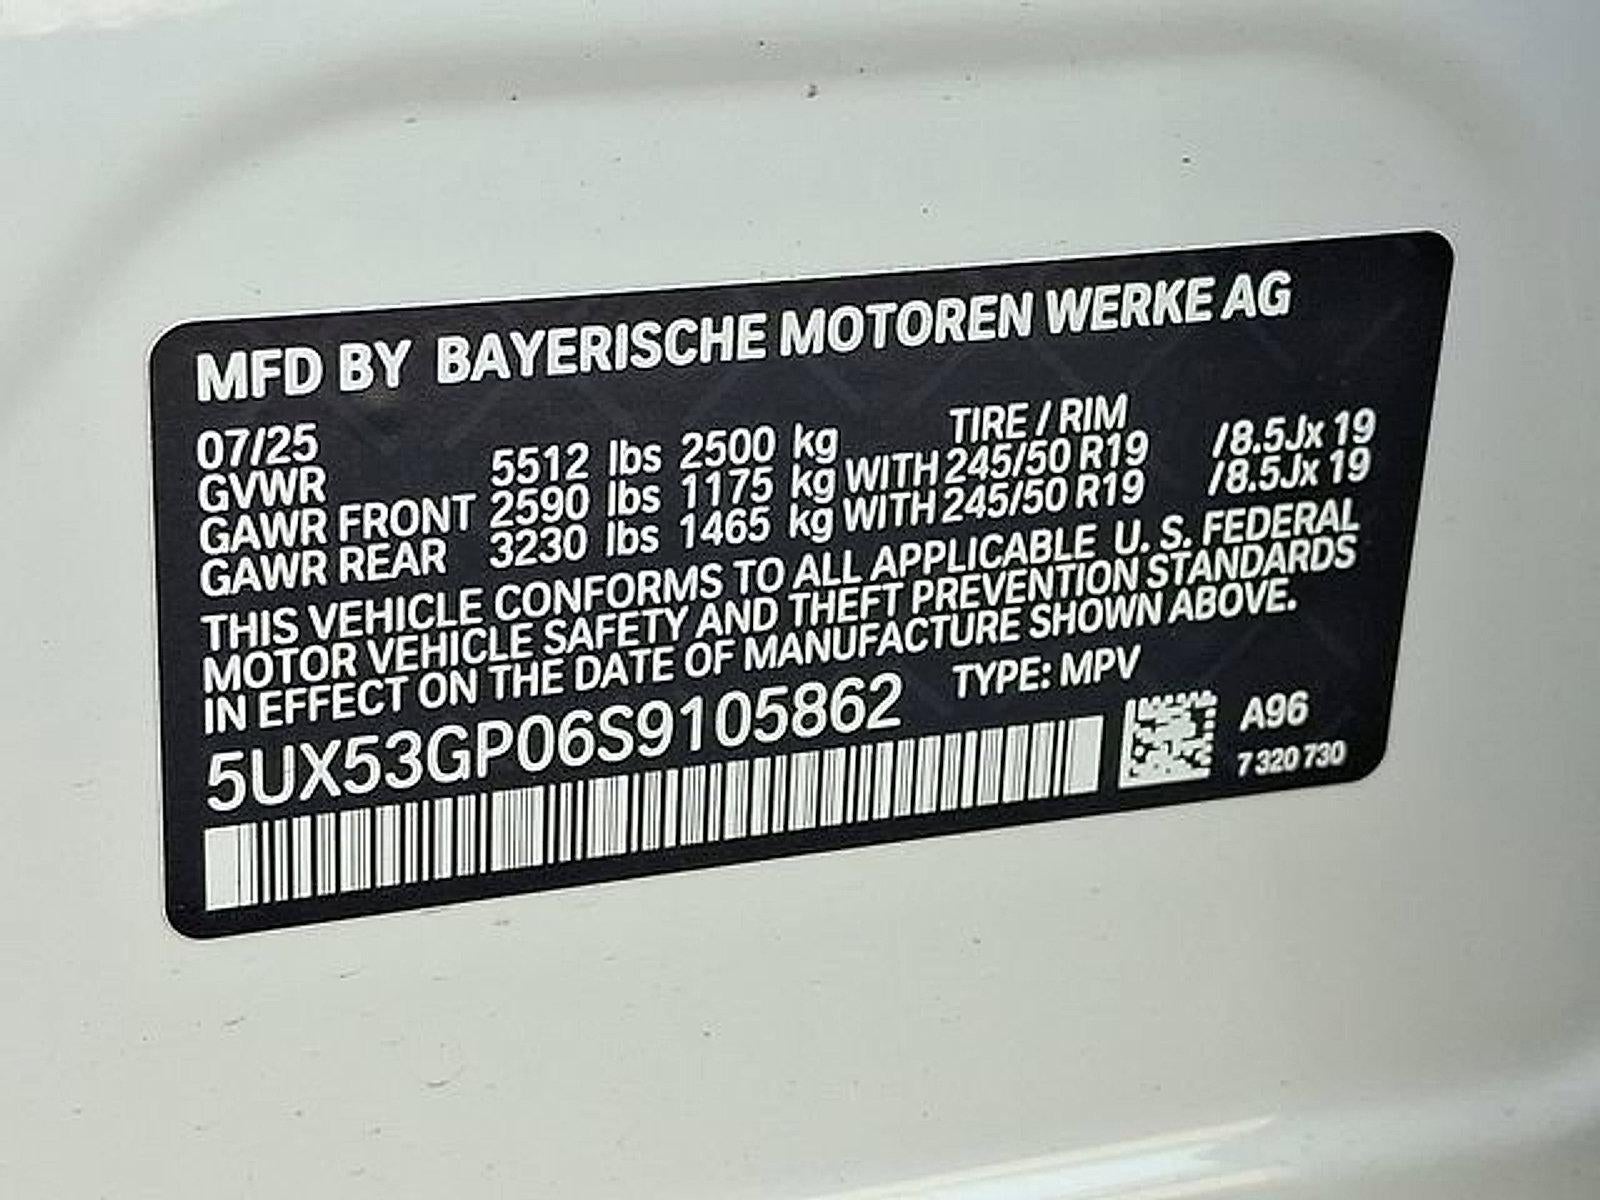 MFD BY BAYERISCHE MOTOREN WERKE AG
07/25 TIRE / RIM
GVWR 5512 lbs 2500 kg
GAWR FRONT 2590 lbs 1175 kg WITH 245/50 R19 /8.5Jx 19
GAWR REAR 3230 lbs 1465 kg WITH 245/50 R19 /8.5Jx 19
THIS VEHICLE CONFORMS TO ALL APPLICABLE U. S. FEDERAL
MOTOR VEHICLE SAFETY AND THEFT PREVENTION STANDARDS
IN EFFECT ON THE DATE OF MANUFACTURE SHOWN ABOVE.
5UX53GP06S9105862 TYPE: MPV
A96
7 320 730